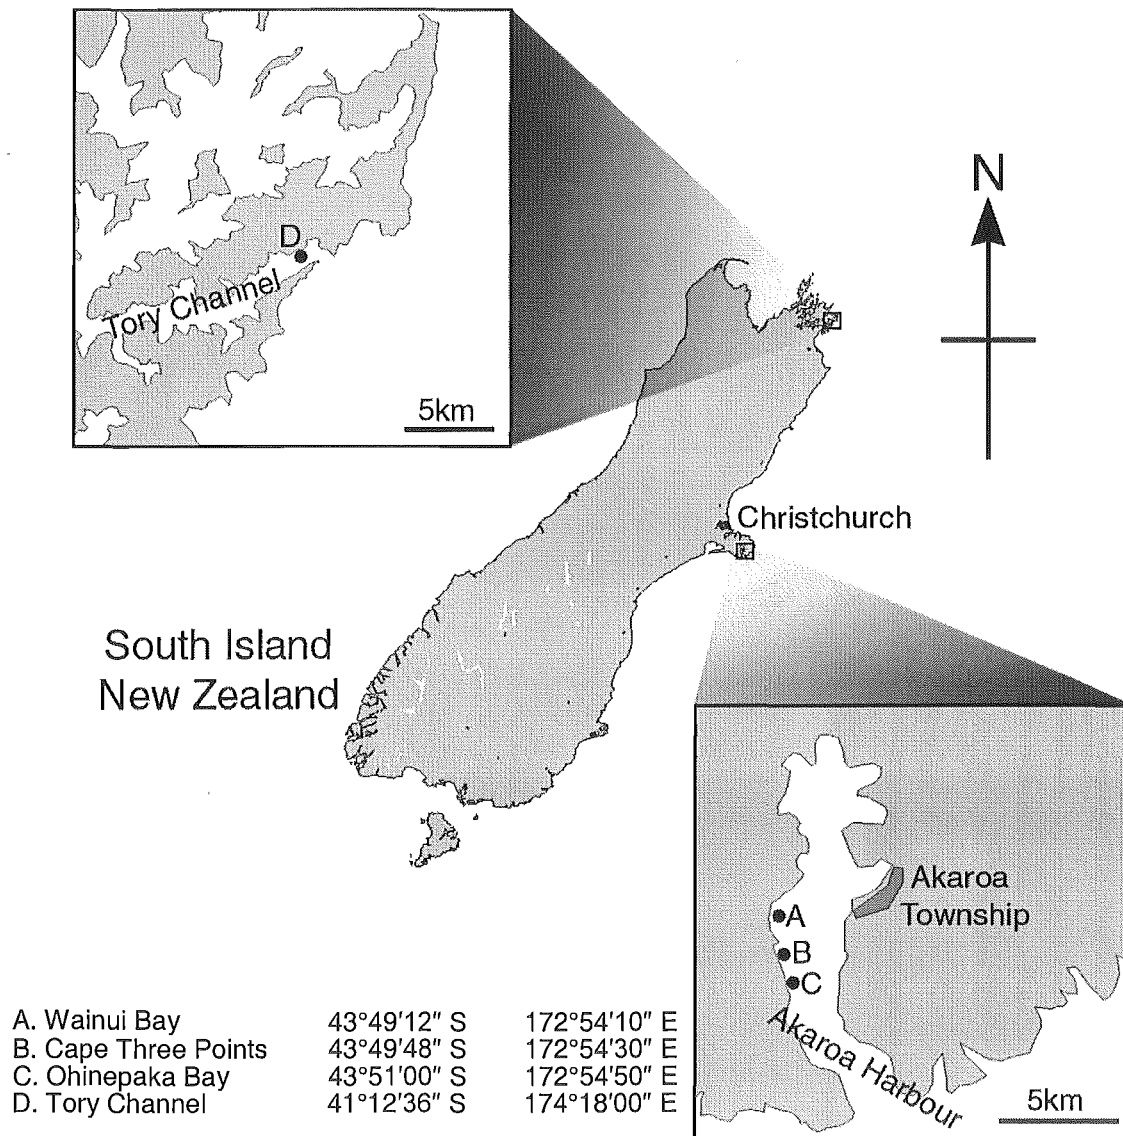 D
Tory Channel
5km
N
Christchurch
South Island
New Zealand
Akaroa
Township
A
B
C
Akaroa Harbour
5km
A. Wainui Bay 43°49'12" S 172°54'10" E
B. Cape Three Points 43°49'48" S 172°54'30" E
C. Ohinepaka Bay 43°51'00" S 172°54'50" E
D. Tory Channel 41°12'36" S 174°18'00" E